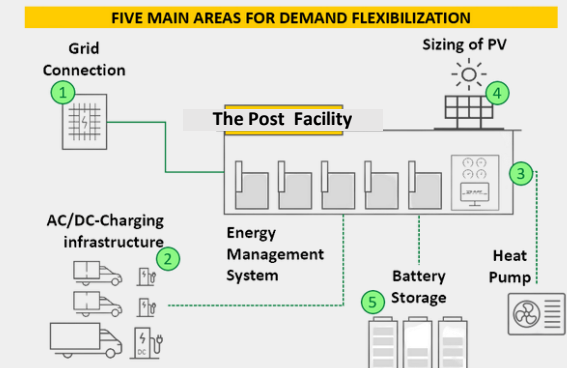 FIVE MAIN AREAS FOR DEMAND FLEXIBILIZATION
Grid
Connection
1
Sizing of PV
4
The Post Facility
3
AC/DC-Charging
infrastructure
2
Energy
Management
System
Battery
Storage
5
Heat
Pump
DC